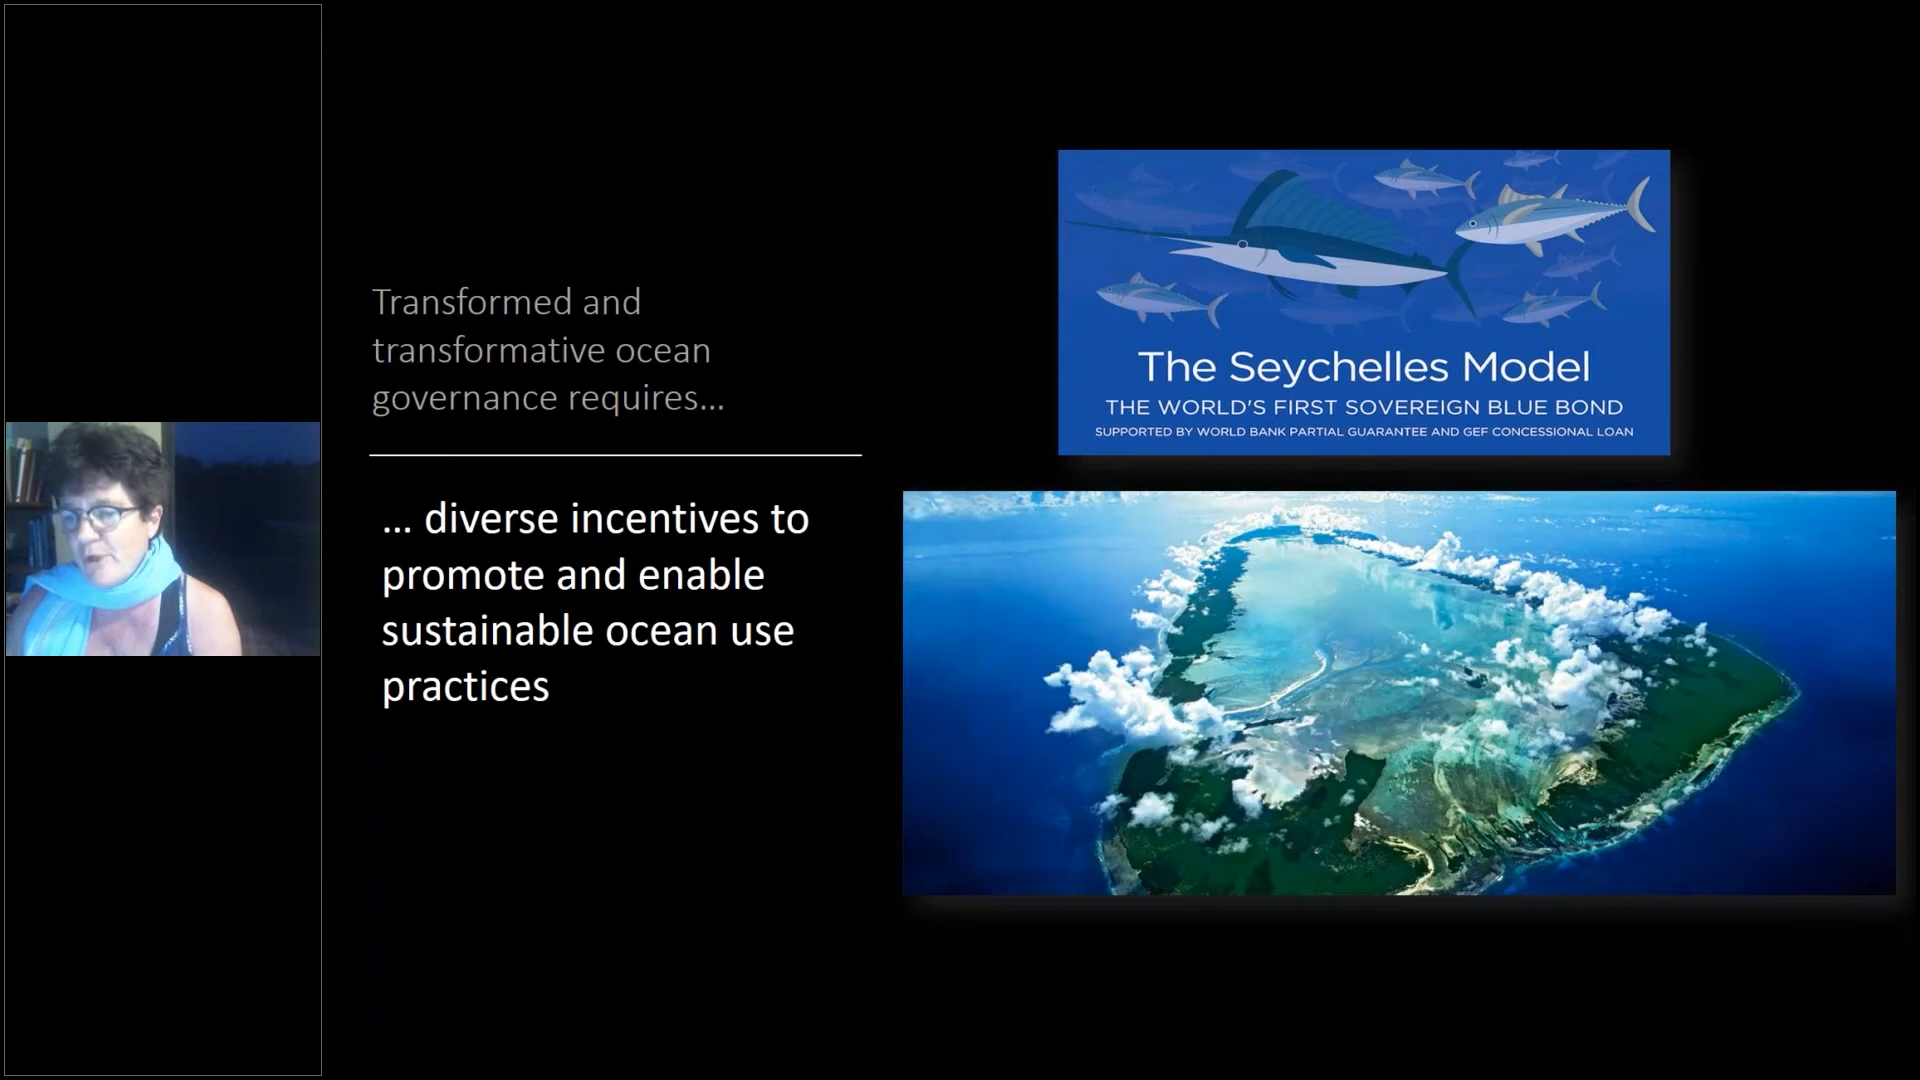 Transformed and
transformative ocean
governance requires...
... diverse incentives to
promote and enable
sustainable ocean use
practices
The Seychelles Model
THE WORLD'S FIRST SOVEREIGN BLUE BOND
SUPPORTED BY WORLD BANK PARTIAL GUARANTEE AND GEF CONCESSIONAL LOAN